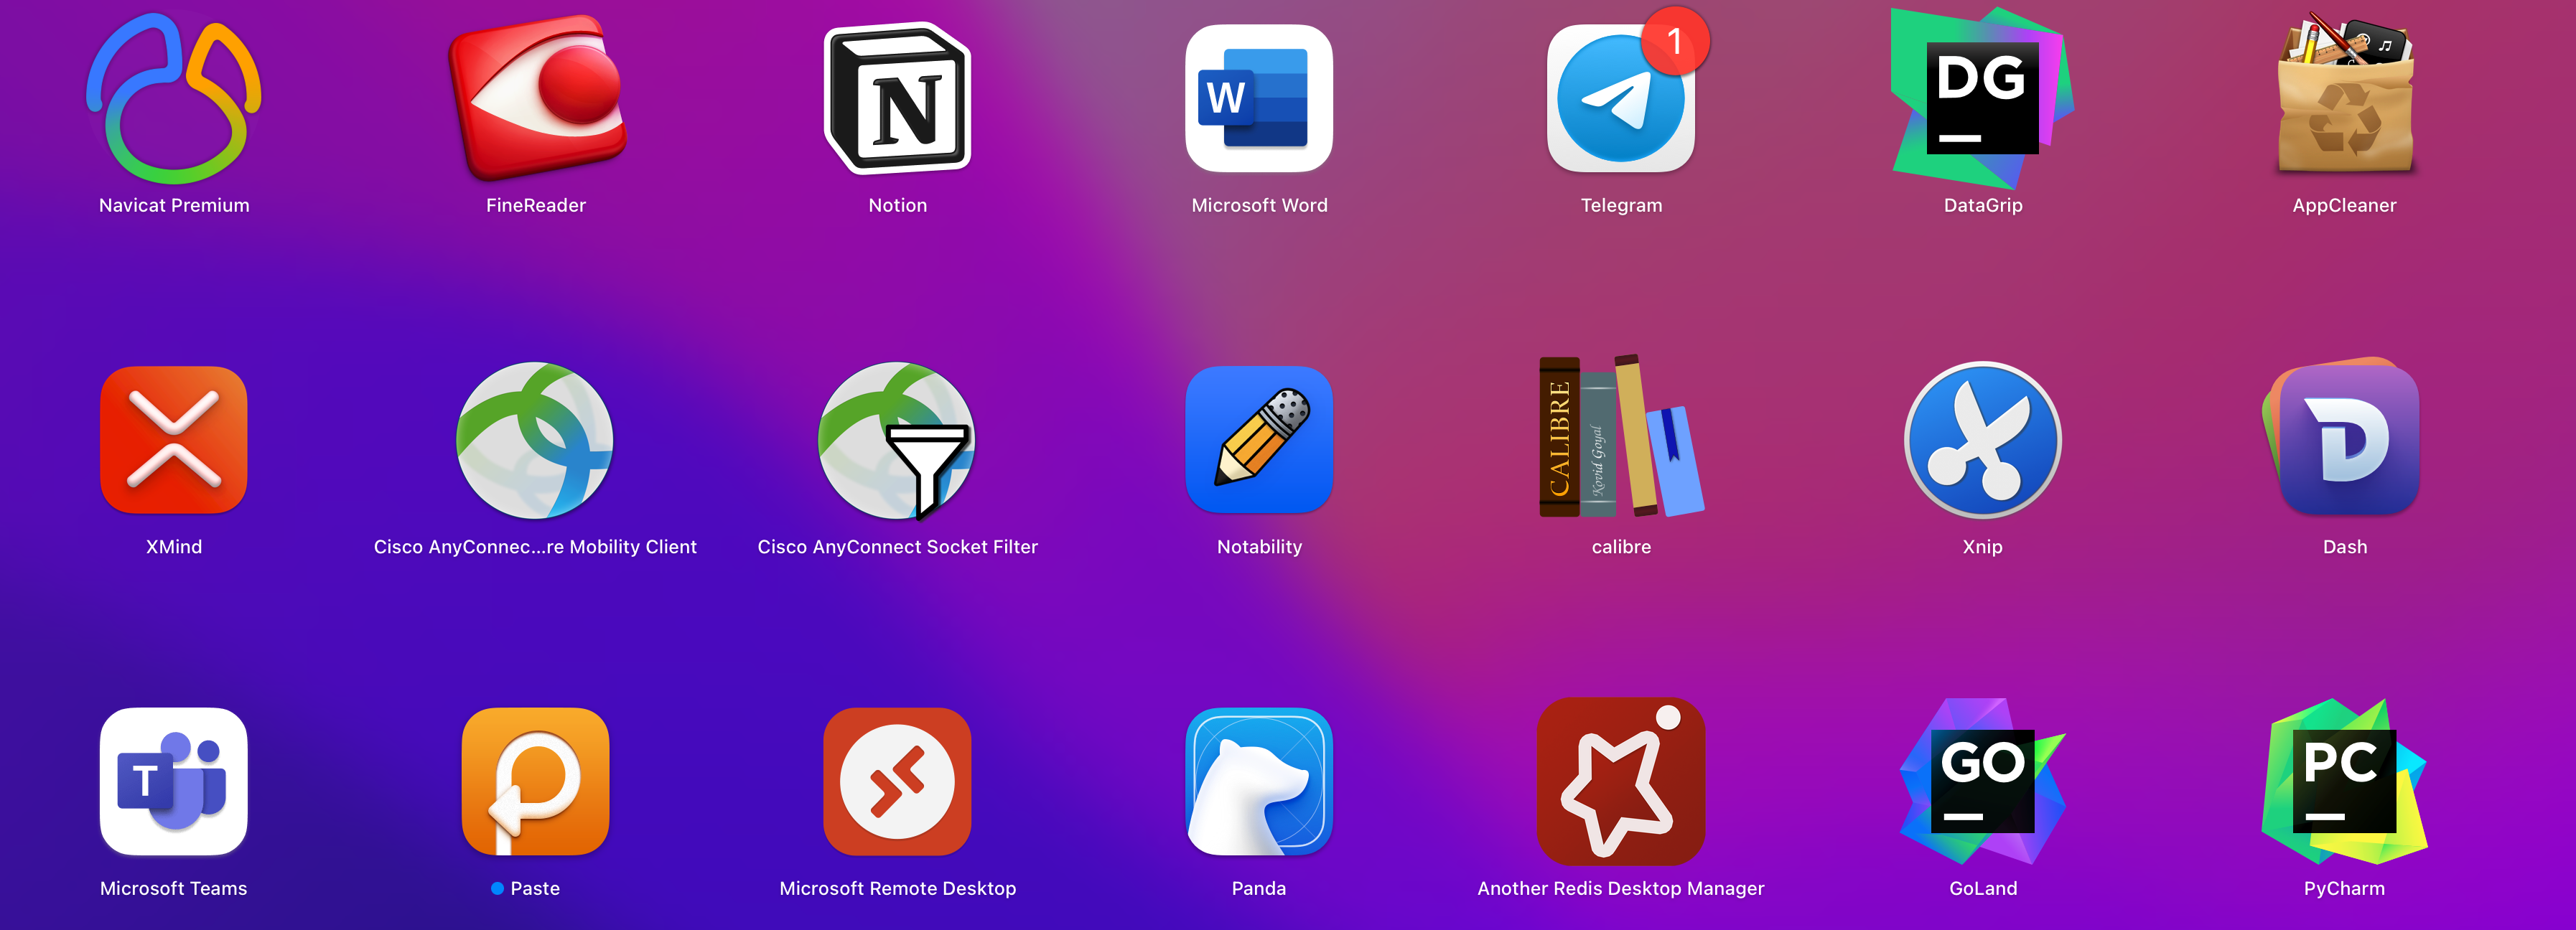 N
W
1
DG
Navicat Premium
FineReader
Notion
Microsoft Word
Telegram
DataGrip
AppCleaner
CALIBRE
Kovid Goyal
D
XMind
Cisco AnyConnec...re Mobility Client
Cisco AnyConnect Socket Filter
Notability
calibre
Xnip
Dash
T
GO
PC
Microsoft Teams
Paste
Microsoft Remote Desktop
Panda
Another Redis Desktop Manager
GoLand
PyCharm